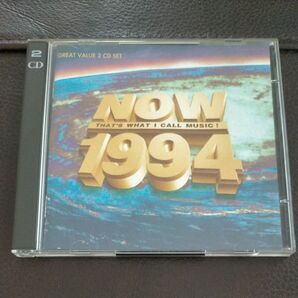 2
CD
GREAT VALUE 2 CD SET
NOW
THAT'S WHAT I CALL MUSIC!
1994